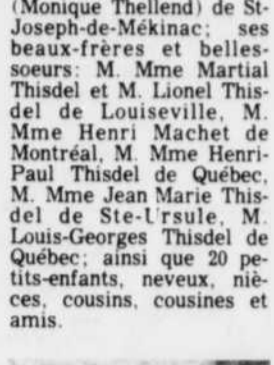 (Monique Thellend) de St-
Joseph-de-Mékinac; ses
beaux-frères et belles-
soeurs: M. Mme Martial
Thisdel et M. Lionel This-
del de Louiseville, M.
Mme Henri Machet de
Montréal, M. Mme Henri-
Paul Thisdel de Québec,
M. Mme Jean Marie This-
del de Ste-Ursule, M.
Louis-Georges Thisdel de
Québec; ainsi que 20 pe-
tits-enfants, neveux, niè-
ces, cousins, cousines et
amis.